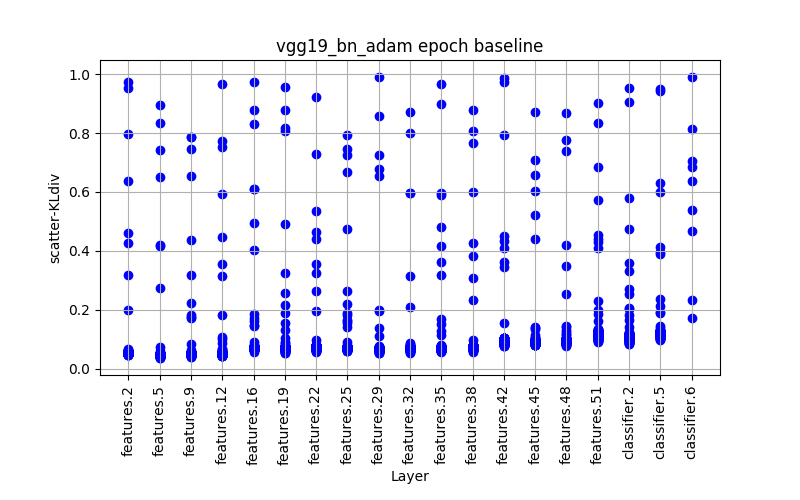 vgg19_bn_adam epoch baseline
scatter-KLdiv
1.0
0.8
0.6
0.4
0.2
0.0
features.2
features.5
features.9
features.12
features.16
features.19
features.22
features.25
features.29
features.32
features.35
features.38
features.42
features.45
features.48
features.51
classifier.2
classifier.5
classifier.6
Layer